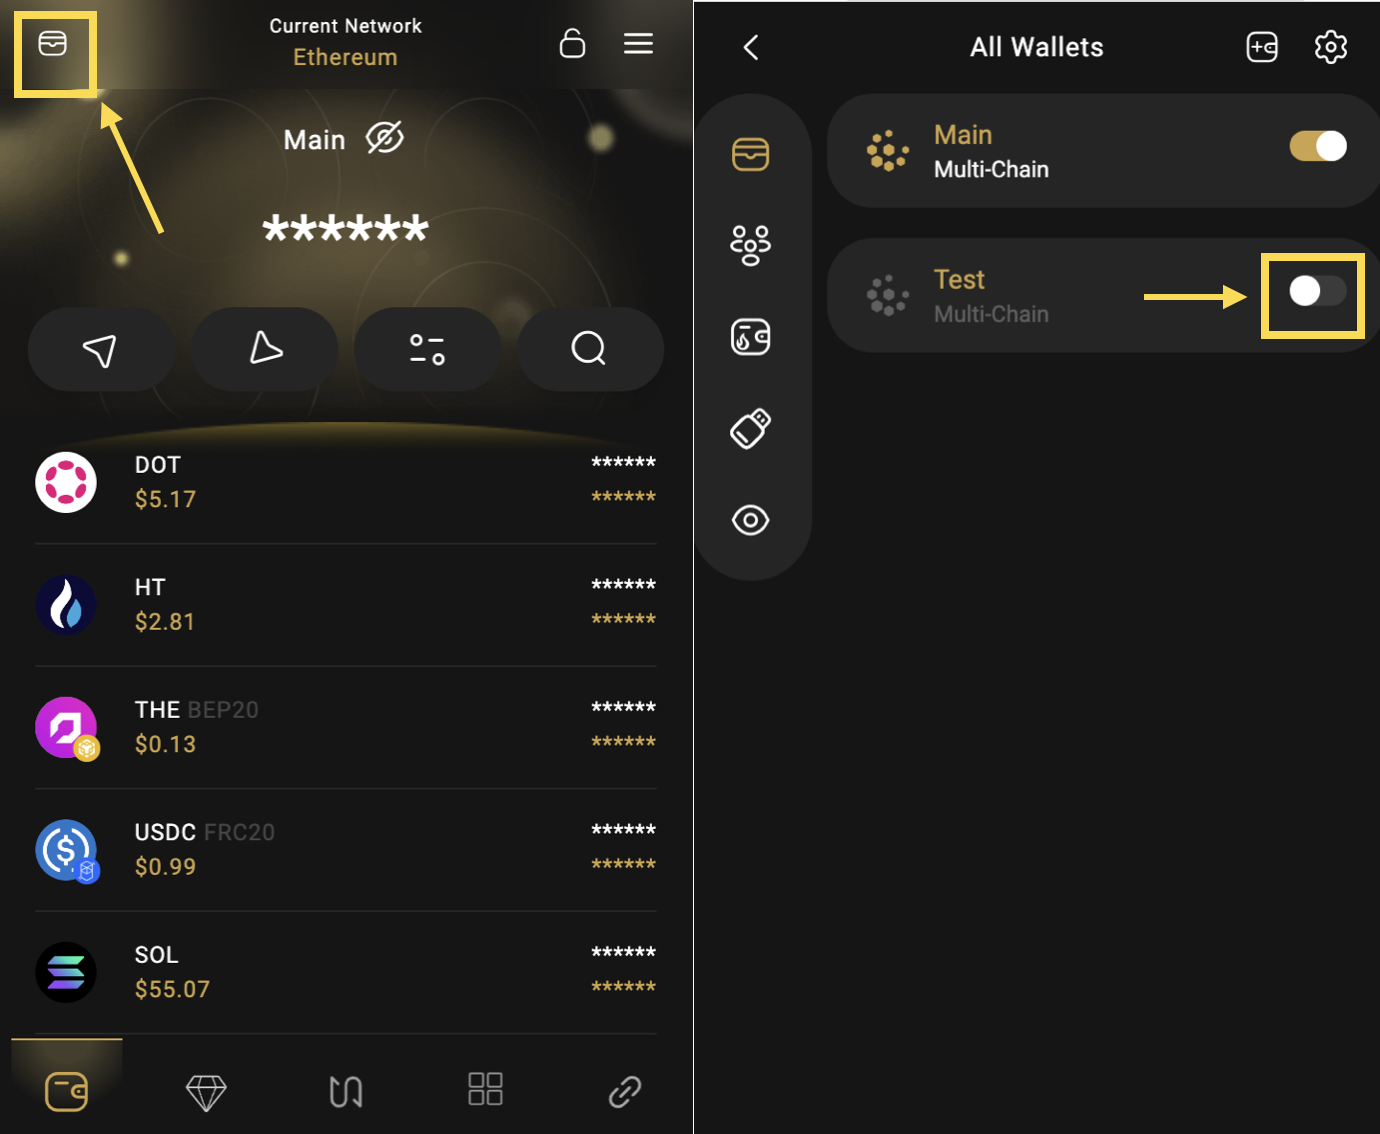 Current Network
Ethereum
Main
******
DOT
******
$5.17
******
HT
******
$2.81
******
THE BEP20
******
$0.13
******
USDC FRC20
******
$0.99
******
SOL
******
$55.07
******
All Wallets
Main
Multi-Chain
Test
Multi-Chain